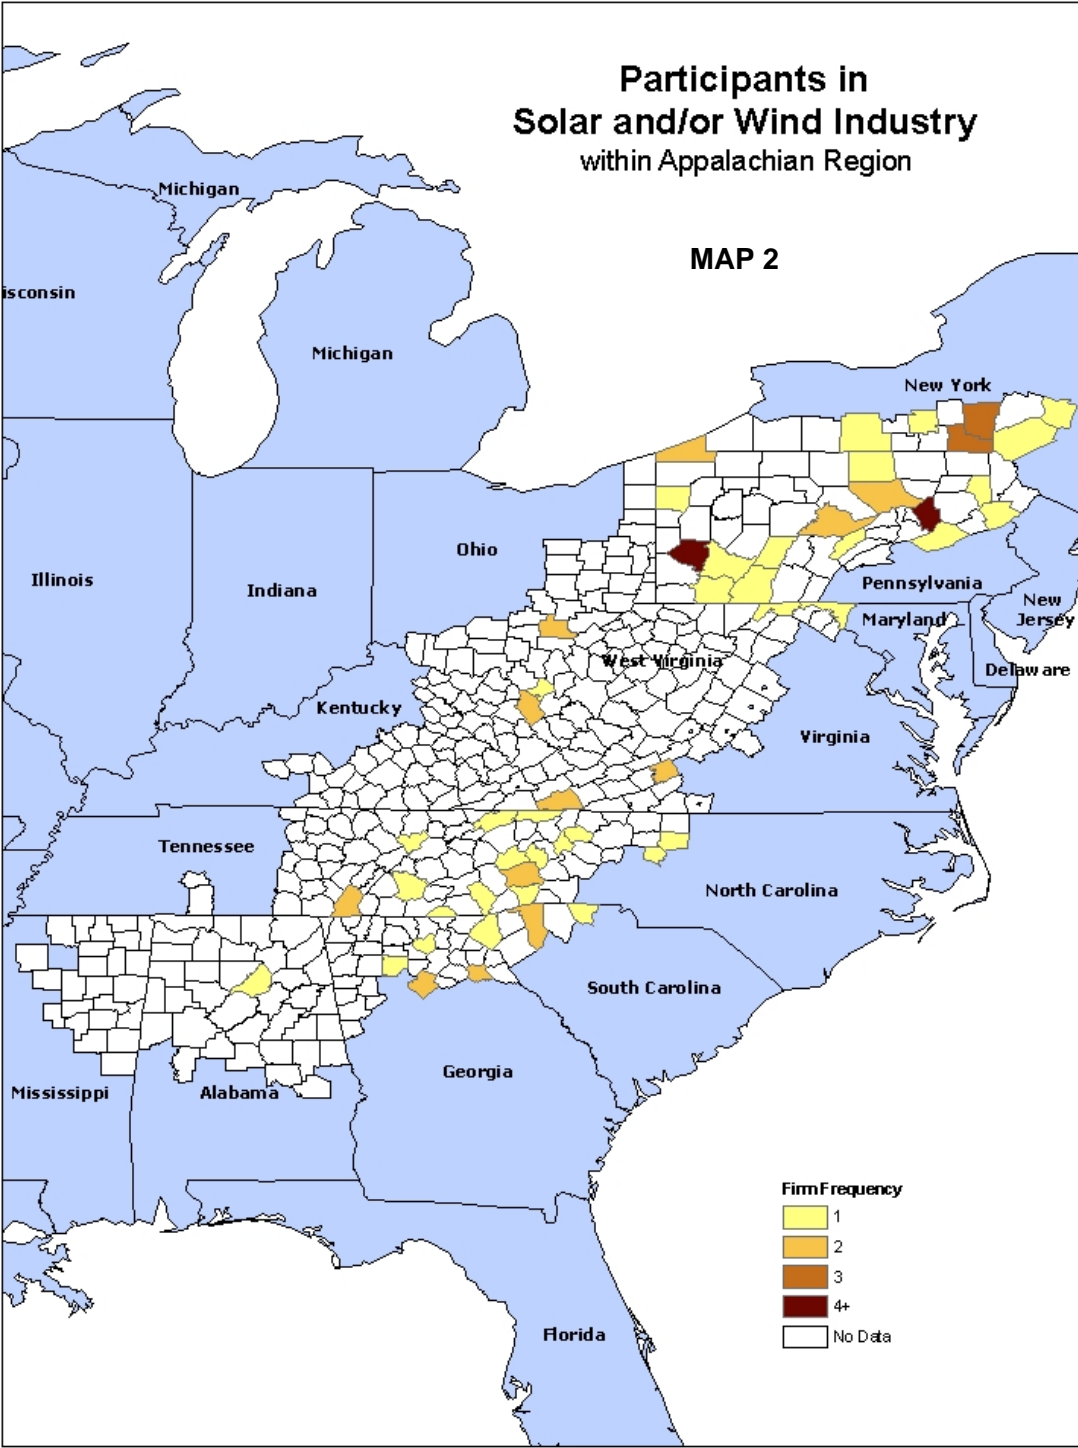 Participants in
Solar and/or Wind Industry
within Appalachian Region
MAP 2
Michigan
isconsin
Michigan
New York
Ohio
Illinois
Indiana
Pennsylvania
New
Jersey
Maryland
West Virginia
Delaware
Kentucky
Virginia
Tennessee
North Carolina
South Carolina
Georgia
Mississippi
Alabama
Florida
Firm Frequency
1
2
3
4+
No Data